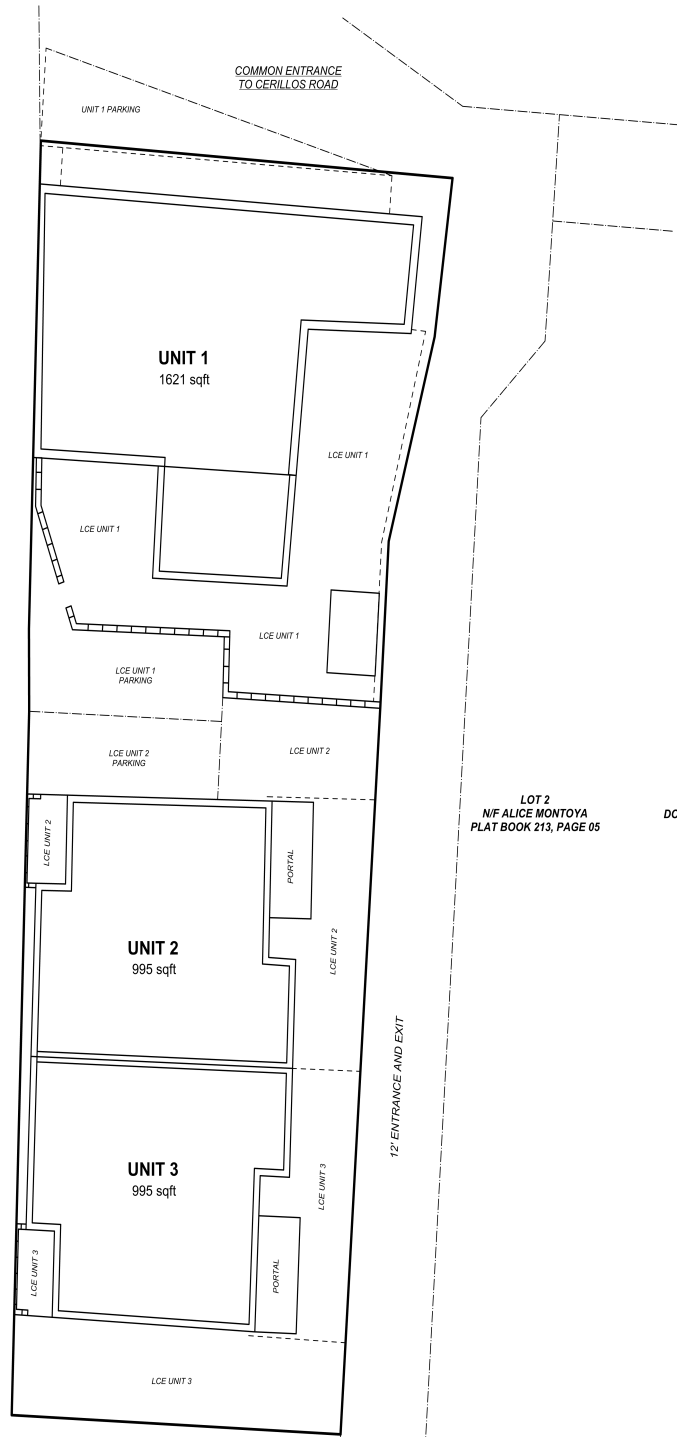 COMMON ENTRANCE
TO CERILLOS ROAD
UNIT 1 PARKING
UNIT 1
1621 sqft
LCE UNIT 1
LCE UNIT 1
LCE UNIT 1
LCE UNIT 1
PARKING
LCE UNIT 2
PARKING
LCE UNIT 2
LOT 2
N/F ALICE MONTOYA
PLAT BOOK 213, PAGE 05
DO
LCE UNIT 2
PORTAL
UNIT 2
995 sqft
LCE UNIT 2
12' ENTRANCE AND EXIT
UNIT 3
995 sqft
LCE UNIT 3
LCE UNIT 3
PORTAL
LCE UNIT 3